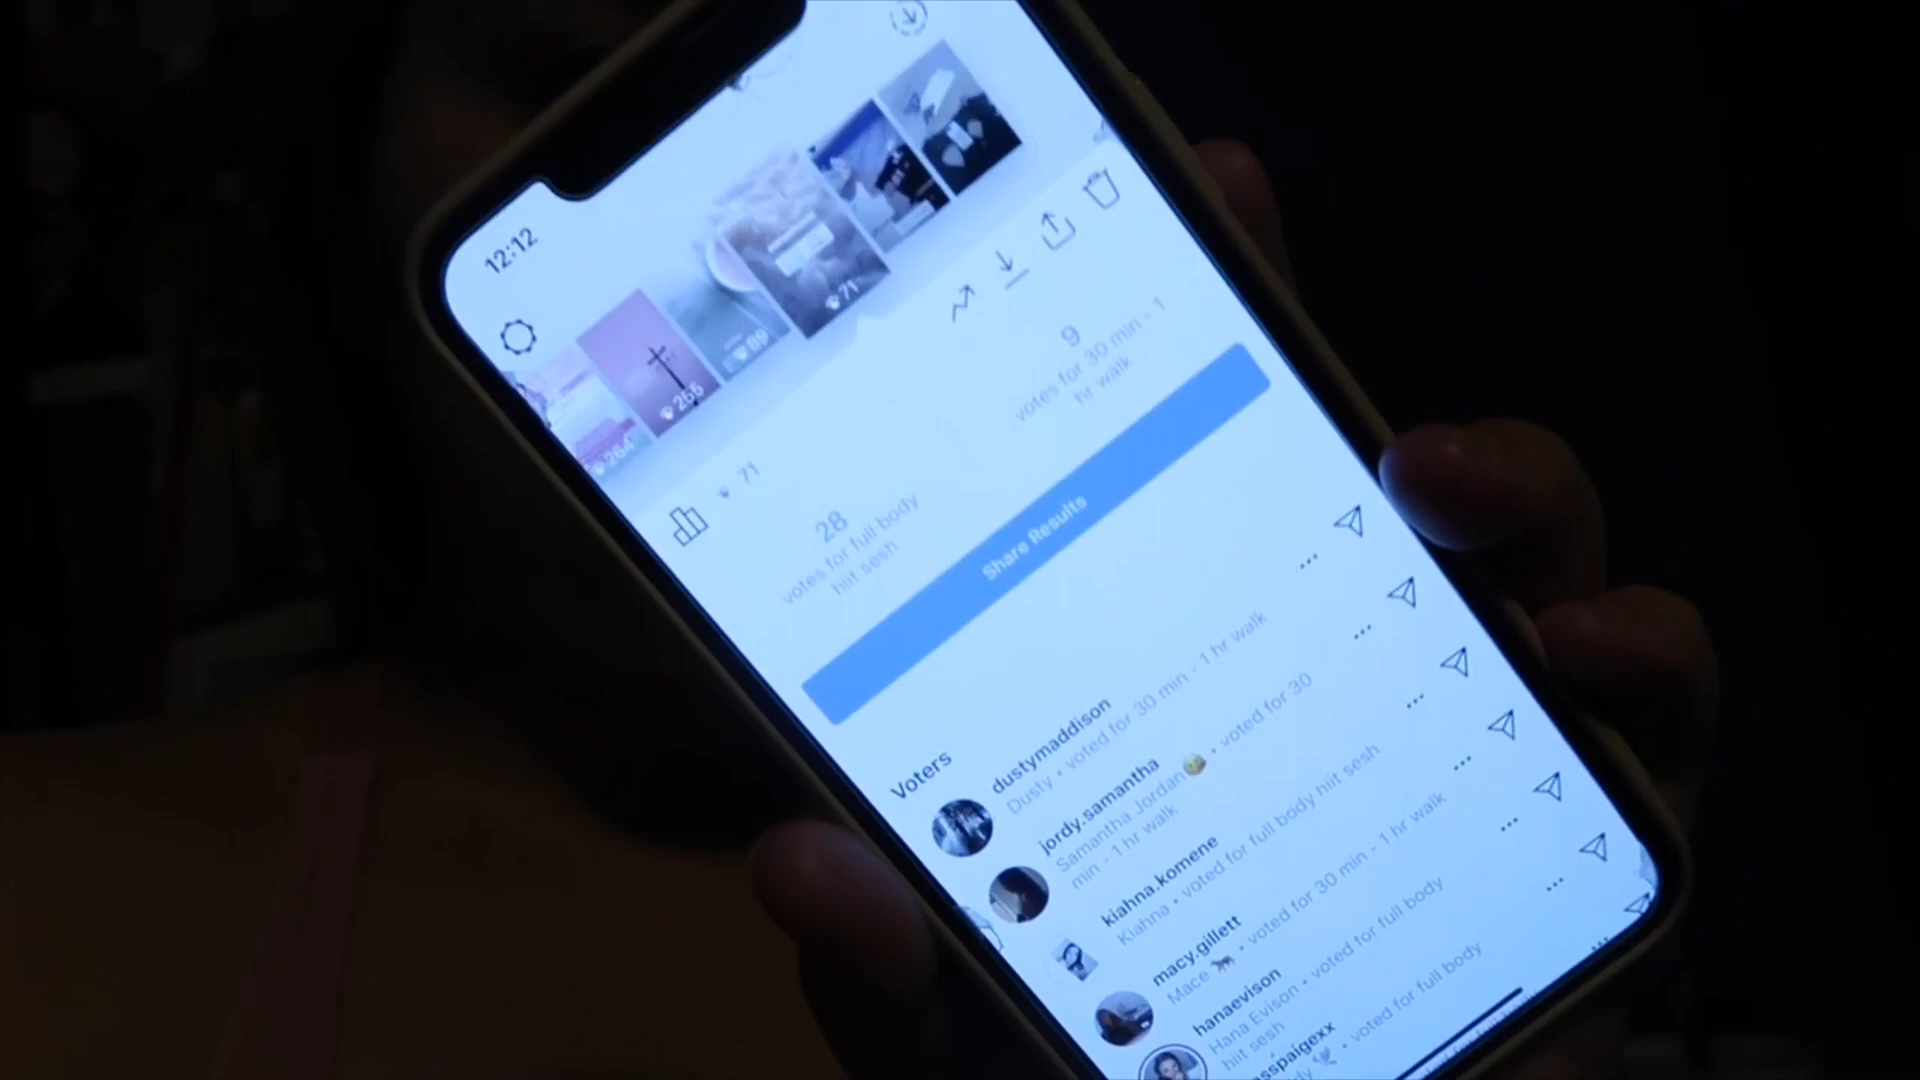 12:12
264
255
89
71
71
28
votes for full body
hiit sesh
9
votes for 30 min - 1
hr walk
Share Results
Voters
dustymaddison
Dusty • voted for 30 min - 1 hr walk
jordy.samantha
Samantha Jordan • voted for 30
min - 1 hr walk
kiahna.komene
Kiahna • voted for full body hiit sesh
macy.gillett
Mace • voted for 30 min - 1 hr walk
hanaevison
Hana Evison • voted for full body
hiit sesh
sspaigexx
dy • voted for full body